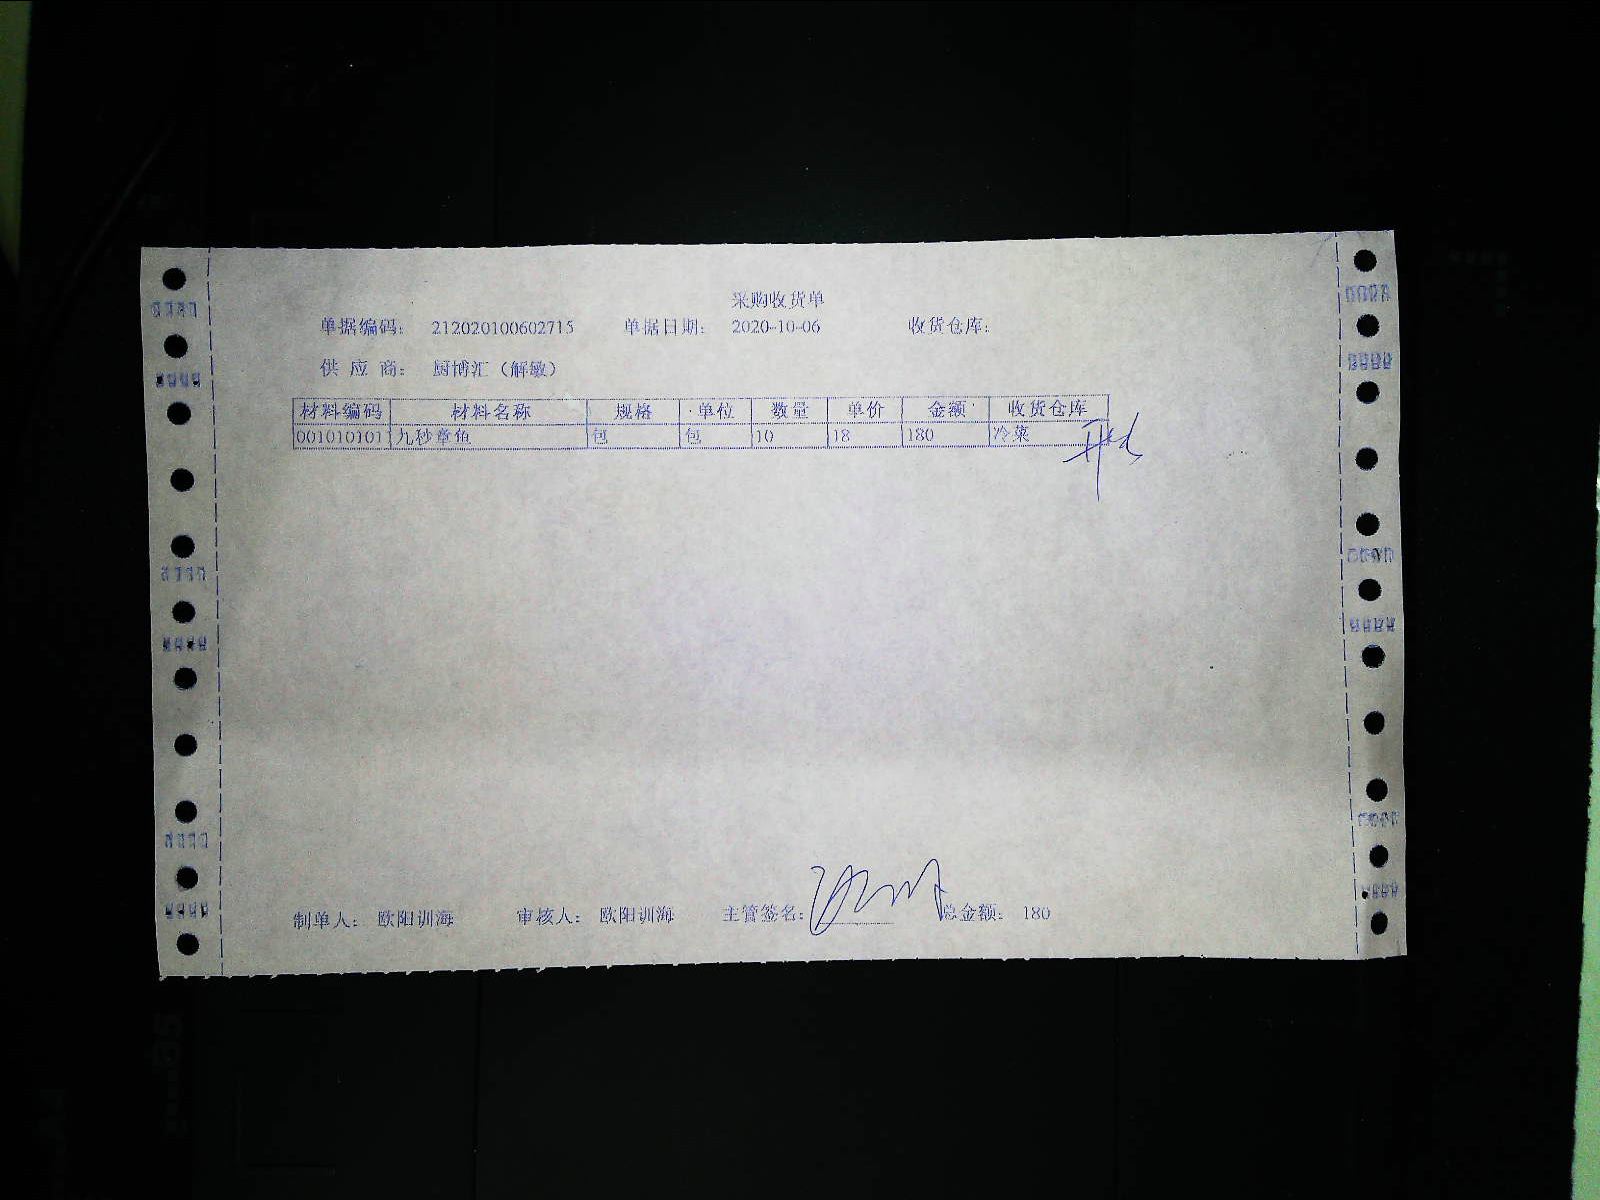 采购收货单
单据编码: 212020100602715 单据日期: 2020-10-06 收货仓库:
供 应 商: 厨博汇（解敏）
材料编码 材料名称 规格 单位 数量 单价 金额 收货仓库
001010101 九秒章鱼 包 包 10 18 180 冷菜
制单人: 欧阳训海 审核人: 欧阳训海 主管签名: 总金额: 180